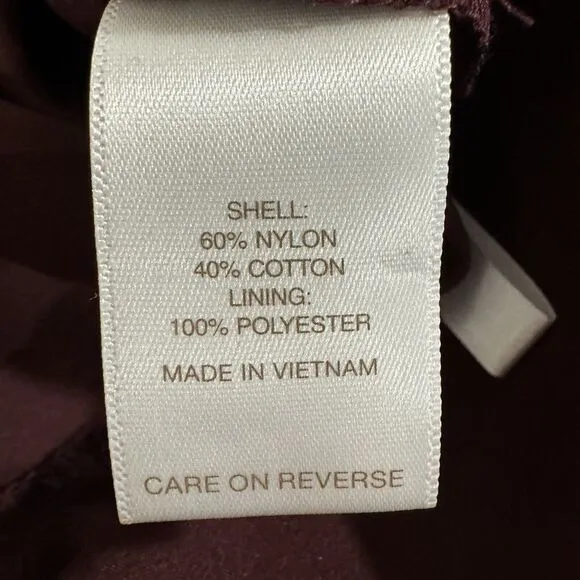 SHELL:
60% NYLON
40% COTTON
LINING:
100% POLYESTER
MADE IN VIETNAM
CARE ON REVERSE